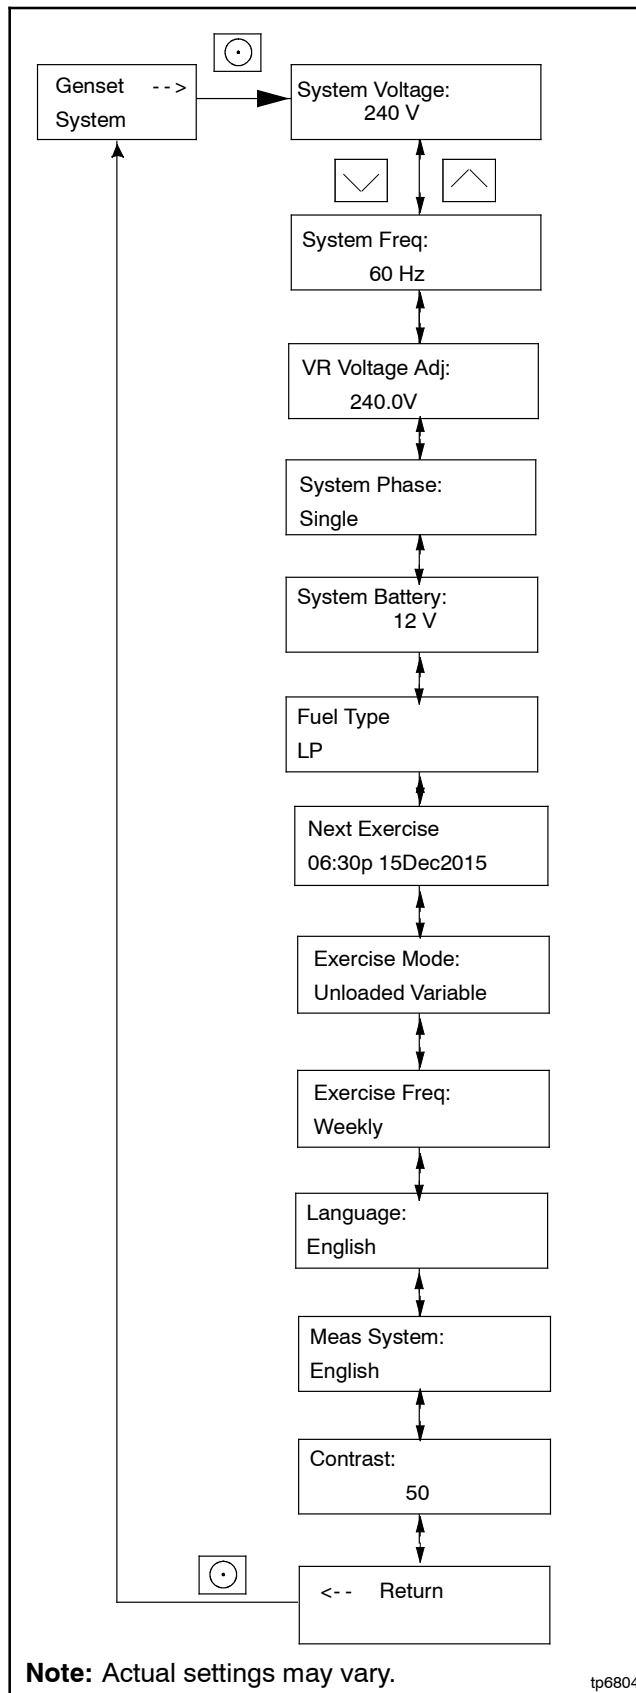 Genset -->
System
System Voltage:
240 V
System Freq:
60 Hz
VR Voltage Adj:
240.0V
System Phase:
Single
System Battery:
12 V
Fuel Type
LP
Next Exercise
06:30p 15Dec2015
Exercise Mode:
Unloaded Variable
Exercise Freq:
Weekly
Language:
English
Meas System:
English
Contrast:
50
<-- Return
Note: Actual settings may vary.
tp6804